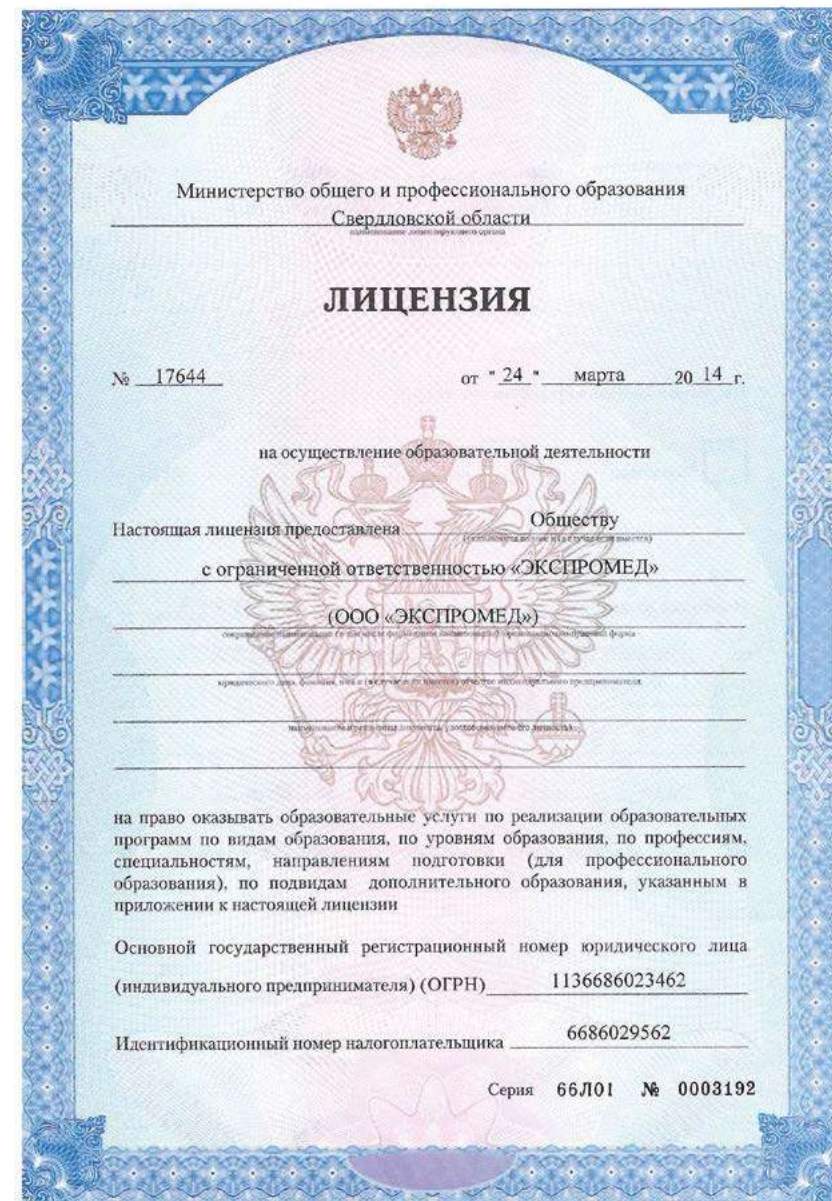 Министерство общего и профессионального образования
Свердловской области
наименование лицензирующего органа
ЛИЦЕНЗИЯ
№ 17644 от " 24 " марта 20 14 г.
на осуществление образовательной деятельности
Настоящая лицензия предоставлена Обществу
с ограниченной ответственностью «ЭКСПРОМЕД»
(ООО «ЭКСПРОМЕД»)
на право оказывать образовательные услуги по реализации образовательных
программ по видам образования, по уровням образования, по профессиям,
специальностям, направлениям подготовки (для профессионального
образования), по подвидам дополнительного образования, указанным в
приложении к настоящей лицензии
Основной государственный регистрационный номер юридического лица
(индивидуального предпринимателя) (ОГРН) 1136686023462
Идентификационный номер налогоплательщика 6686029562
Серия 66Л01 № 0003192